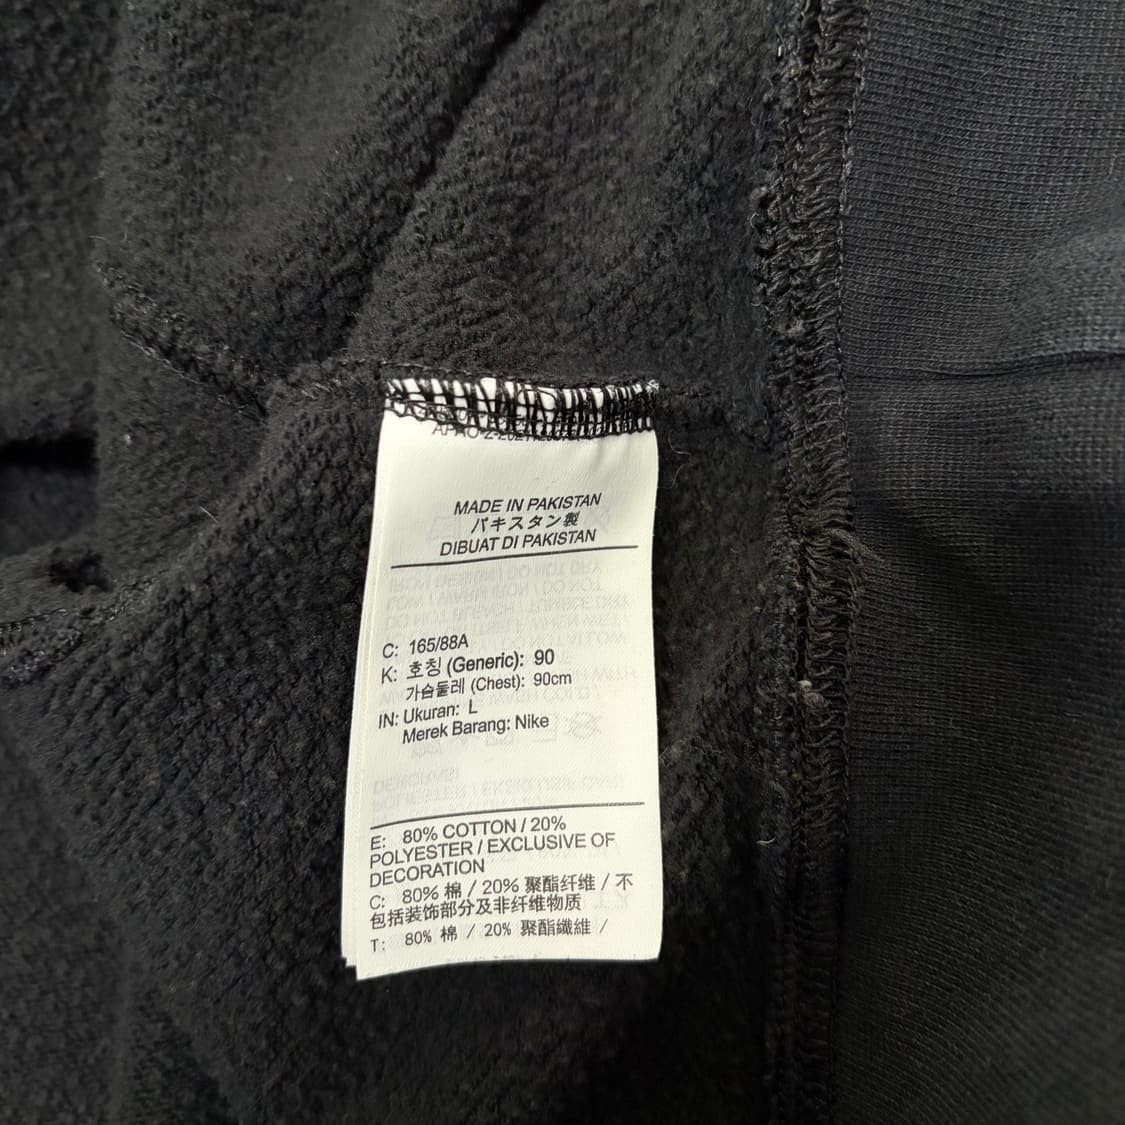 MADE IN PAKISTAN
パキスタン製
DIBUAT DI PAKISTAN
C: 165/88A
K: 호칭 (Generic): 90
가슴둘레 (Chest): 90cm
IN: Ukuran: L
Merek Barang: Nike
E: 80% COTTON / 20%
POLYESTER / EXCLUSIVE OF
DECORATION
C: 80% 棉 / 20% 聚酯纤维 / 不
包括装饰部分及非纤维物质
T: 80% 棉 / 20% 聚酯纖維 /